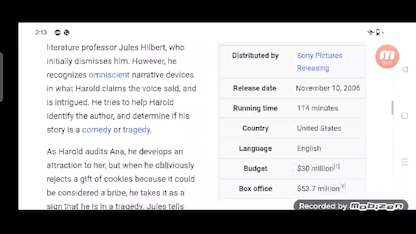 2:13
literature professor Jules Hilbert, who
initially dismisses him. However, he
recognizes omniscient narrative devices
in what Harold claims the voice said, and
is intrigued. He tries to help Harold
identify the author, and determine if his
story is a comedy or tragedy.
As Harold audits Ana, he develops an
attraction to her, but when he obliviously
rejects a gift of cookies because it could
be considered a bribe, he takes it as a
sign that he is in a tragedy. Jules tells
Distributed by Sony Pictures
Releasing
Release date November 10, 2006
Running time 114 minutes
Country United States
Language English
Budget $30 million[1]
Box office $53.7 million[1]
Recorded by Mobizen